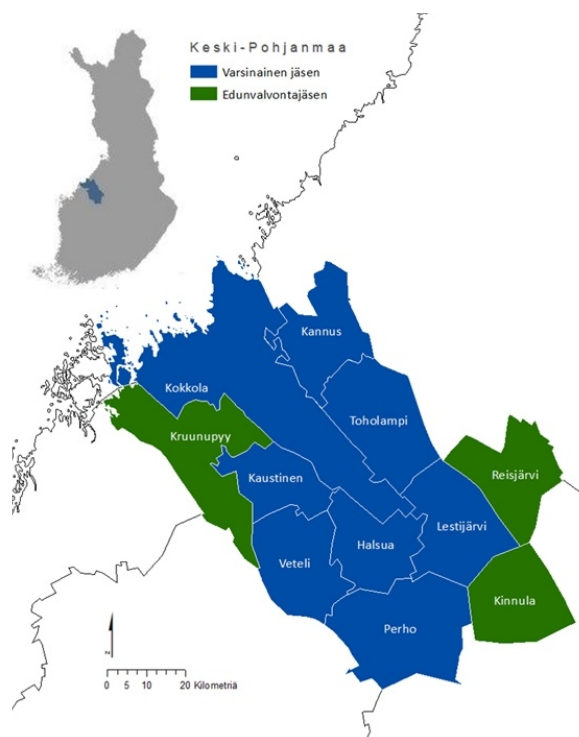 Keski-Pohjanmaa
Varsinainen jäsen
Edunvalvontajäsen
Kannus
Kokkola
Toholampi
Kruunupyy
Reisjärvi
Kaustinen
Lestijärvi
Halsua
Veteli
Kinnula
Perho
N
0 5 10 20 Kilometriä